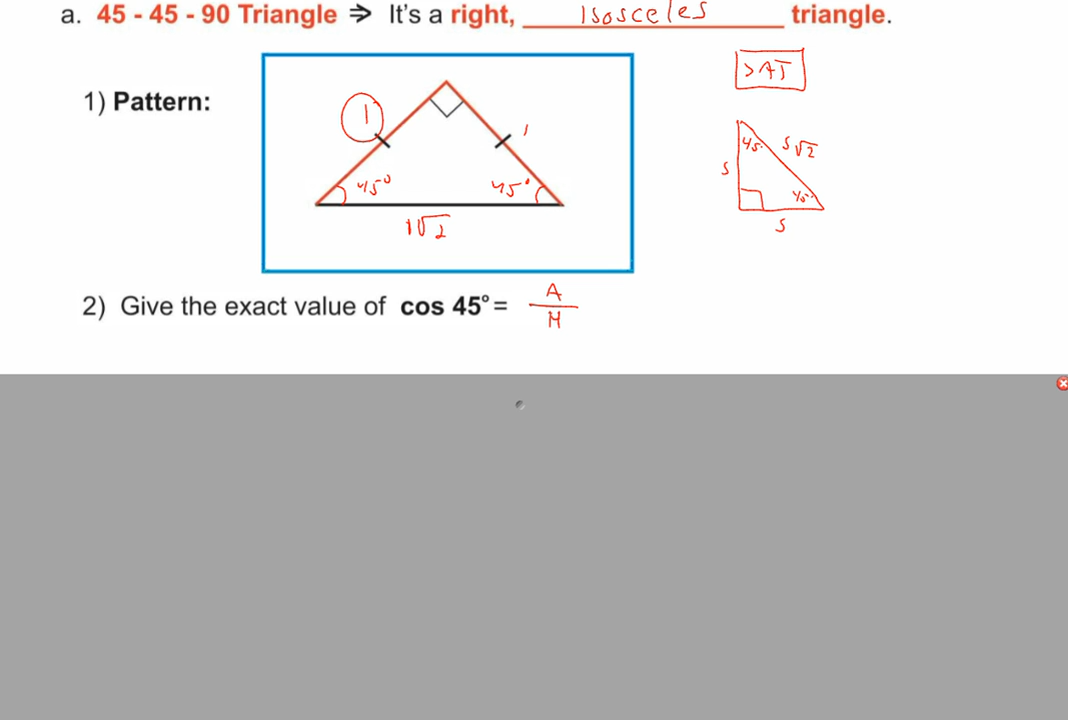 a. 45 - 45 - 90 Triangle ⇒ It's a right, Isosceles triangle.
SAT
1) Pattern:
1
1
45°
45°
1√2
45°
s√2
s
45°
s
2) Give the exact value of cos 45° = A/H